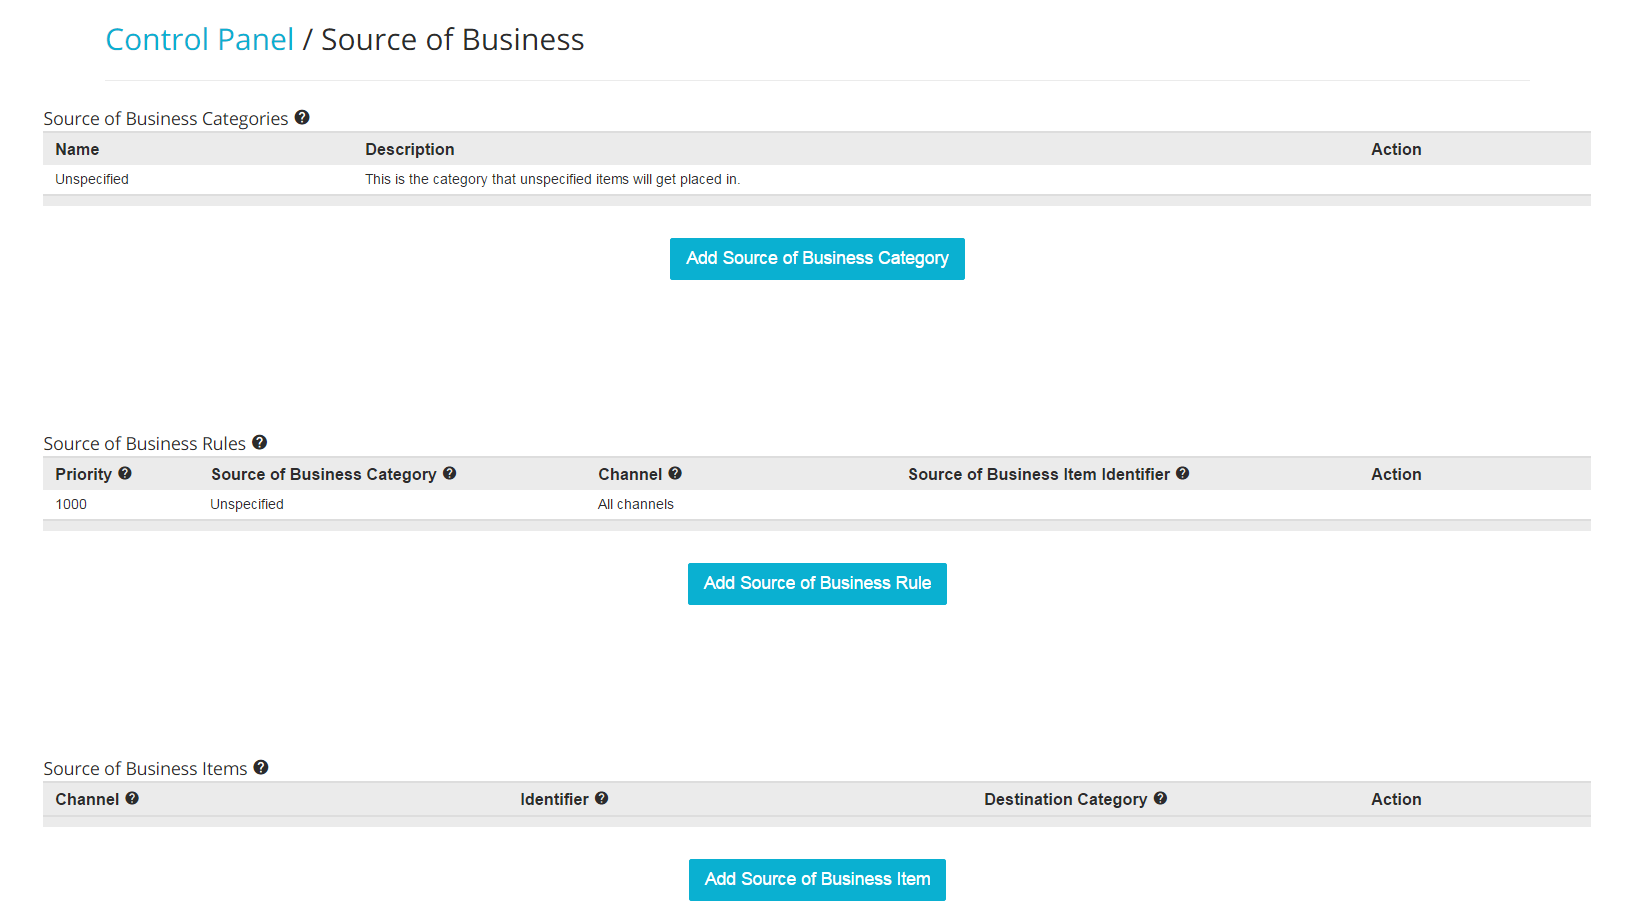 Control Panel / Source of Business
Source of Business Categories
Name Description Action
Unspecified This is the category that unspecified items will get placed in.
Add Source of Business Category
Source of Business Rules
Priority Source of Business Category Channel Source of Business Item Identifier Action
1000 Unspecified All channels
Add Source of Business Rule
Source of Business Items
Channel Identifier Destination Category Action
Add Source of Business Item